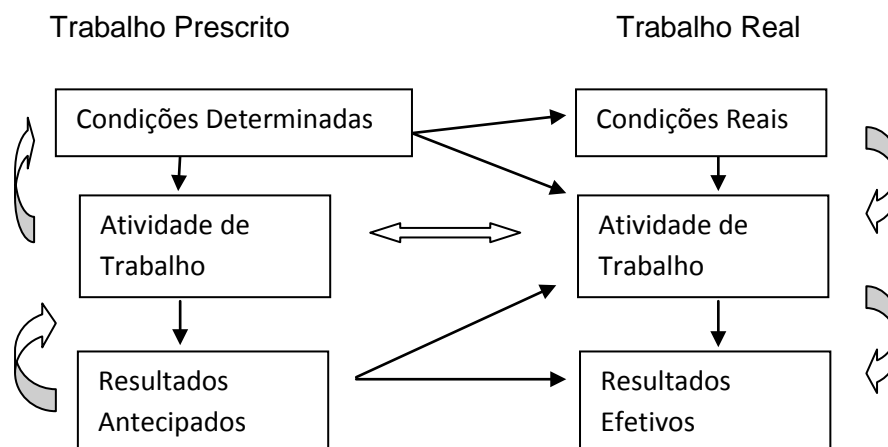 Trabalho Prescrito
Trabalho Real
Condições Determinadas
Condições Reais
Atividade de
Trabalho
Atividade de
Trabalho
Resultados
Antecipados
Resultados
Efetivos